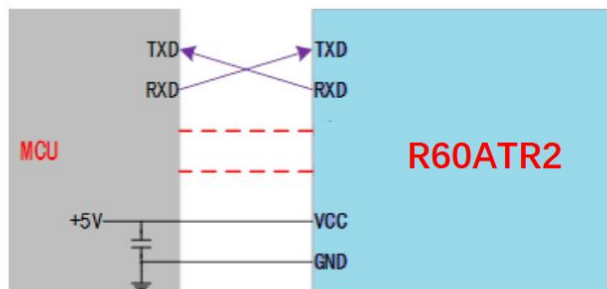 TXD TXD
RXD RXD
MCU R60ATR2
+5V VCC
GND